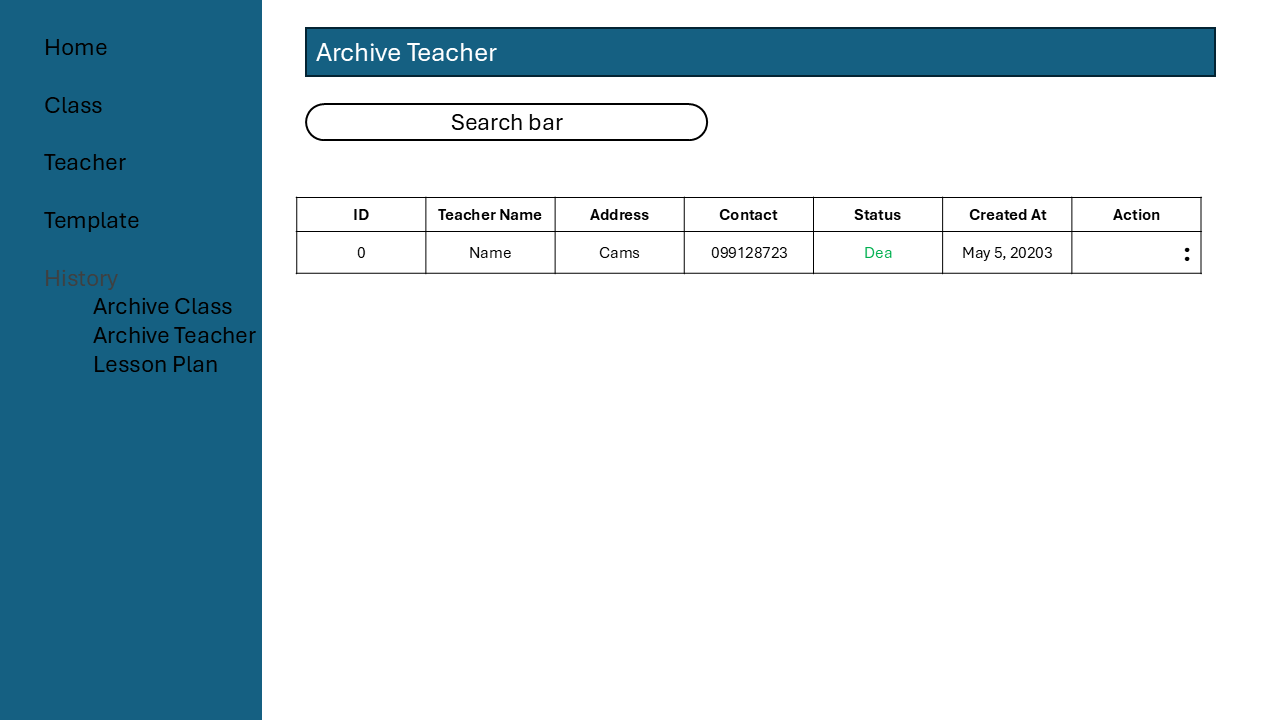 Home
Class
Teacher
Template
History
Archive Class
Archive Teacher
Lesson Plan
Archive Teacher
Search bar
ID Teacher Name Address Contact Status Created At Action
0 Name Cams 099128723 Dea May 5, 20203 :